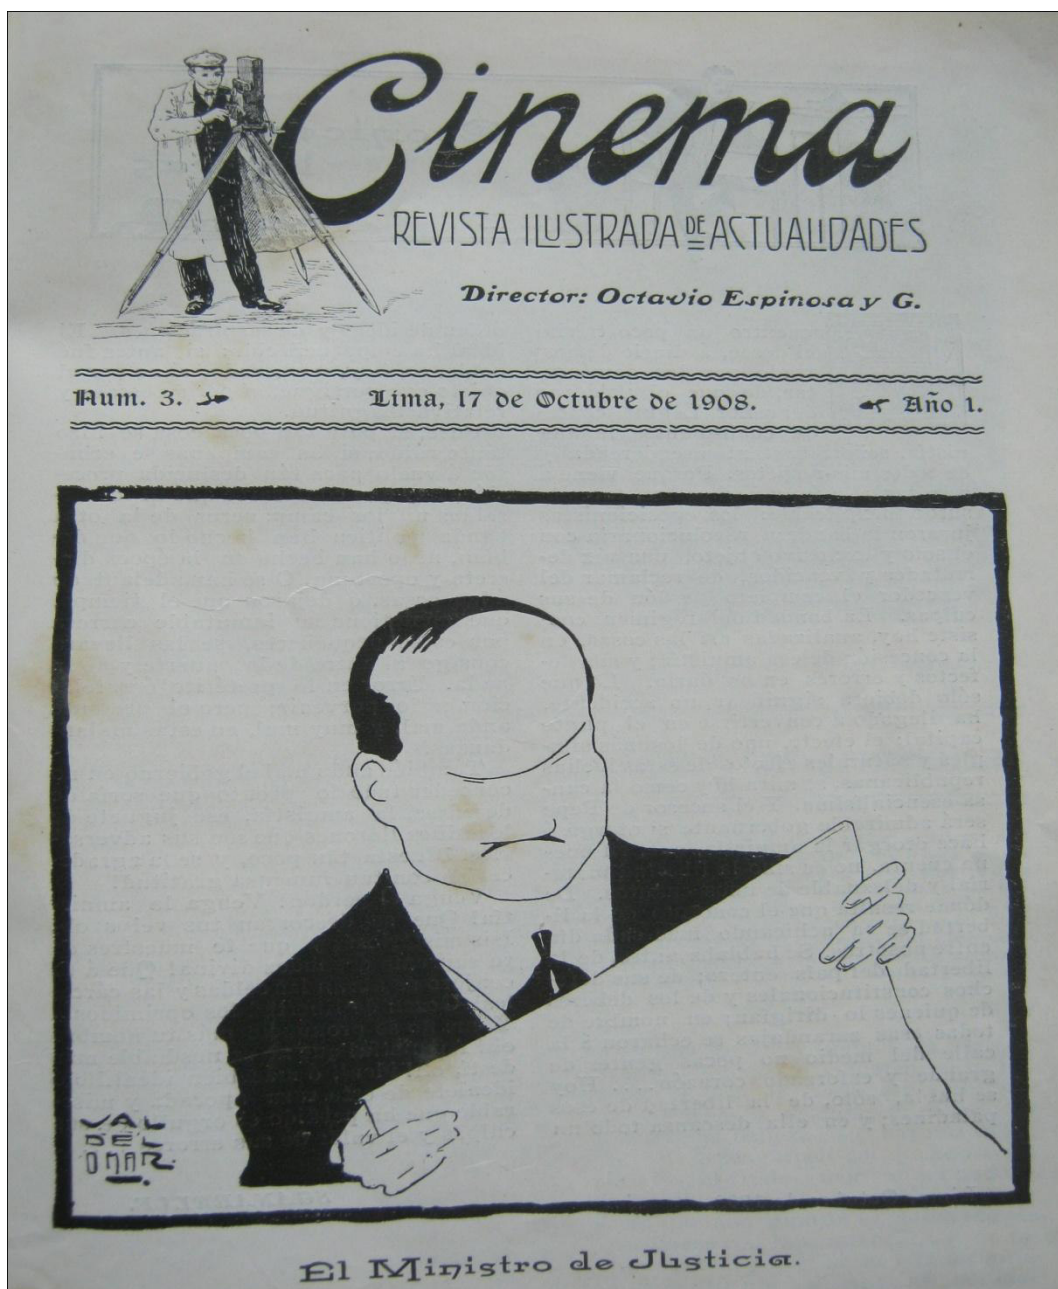 Cinema
REVISTA ILUSTRADA DE ACTUALIDADES
Director: Octavio Espinosa y G.
Num. 3. Lima, 17 de Octubre de 1908. Año 1.
VAL
DEL
OMAR.
El Ministro de Justicia.